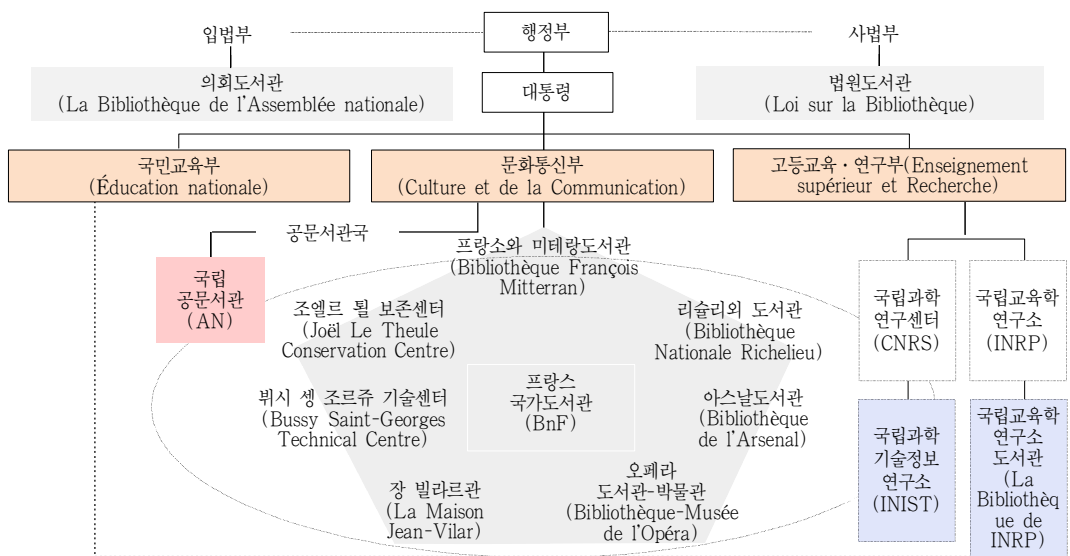 입법부
행정부
사법부
의회도서관
(La Bibliothèque de l'Assemblée nationale)
대통령
법원도서관
(Loi sur la Bibliothèque)
국민교육부
(Éducation nationale)
문화통신부
(Culture et de la Communication)
고등교육・연구부(Enseignement
supérieur et Recherche)
공문서관국
국립
공문서관
(AN)
프랑소와 미테랑도서관
(Bibliothèque François
Mitterran)
조엘르 퇼 보존센터
(Joël Le Theule
Conservation Centre)
리슐리외 도서관
(Bibliothèque
Nationale Richelieu)
뷔시 셍 조르쥬 기술센터
(Bussy Saint-Georges
Technical Centre)
프랑스
국가도서관
(BnF)
아스날도서관
(Bibliothèque
de l'Arsenal)
장 빌라르관
(La Maison
Jean-Vilar)
오페라
도서관-박물관
(Bibliothèque-Musée
de l'Opéra)
국립과학
연구센터
(CNRS)
국립교육학
연구소
(INRP)
국립과학
기술정보
연구소
(INIST)
국립교육학
연구소
도서관
(La
Bibliothè
que de
INRP)